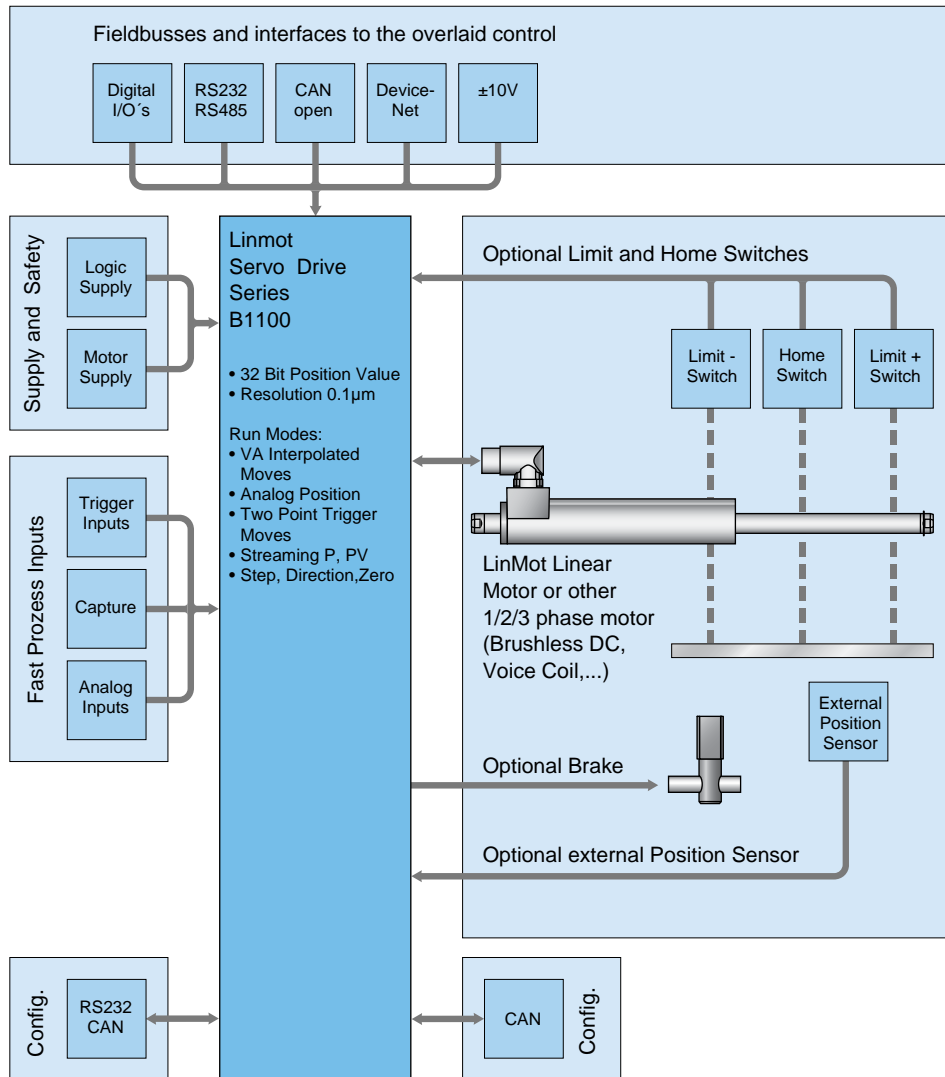 Fieldbusses and interfaces to the overlaid control
Digital
I/O´s
RS232
RS485
CAN
open
Device-
Net
±10V
Supply and Safety
Logic
Supply
Motor
Supply
Fast Prozess Inputs
Trigger
Inputs
Capture
Analog
Inputs
Linmot
Servo Drive
Series
B1100
• 32 Bit Position Value
• Resolution 0.1µm
Run Modes:
• VA Interpolated
Moves
• Analog Position
• Two Point Trigger
Moves
• Streaming P, PV
• Step, Direction,Zero
Optional Limit and Home Switches
Limit -
Switch
Home
Switch
Limit +
Switch
LinMot Linear
Motor or other
1/2/3 phase motor
(Brushless DC,
Voice Coil,...)
External
Position
Sensor
Optional Brake
Optional external Position Sensor
Config.
RS232
CAN
CAN
Config.